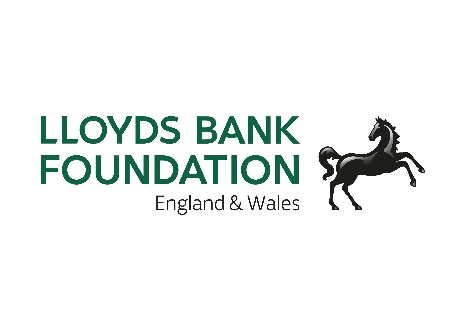 LLOYDS BANK
FOUNDATION
England & Wales